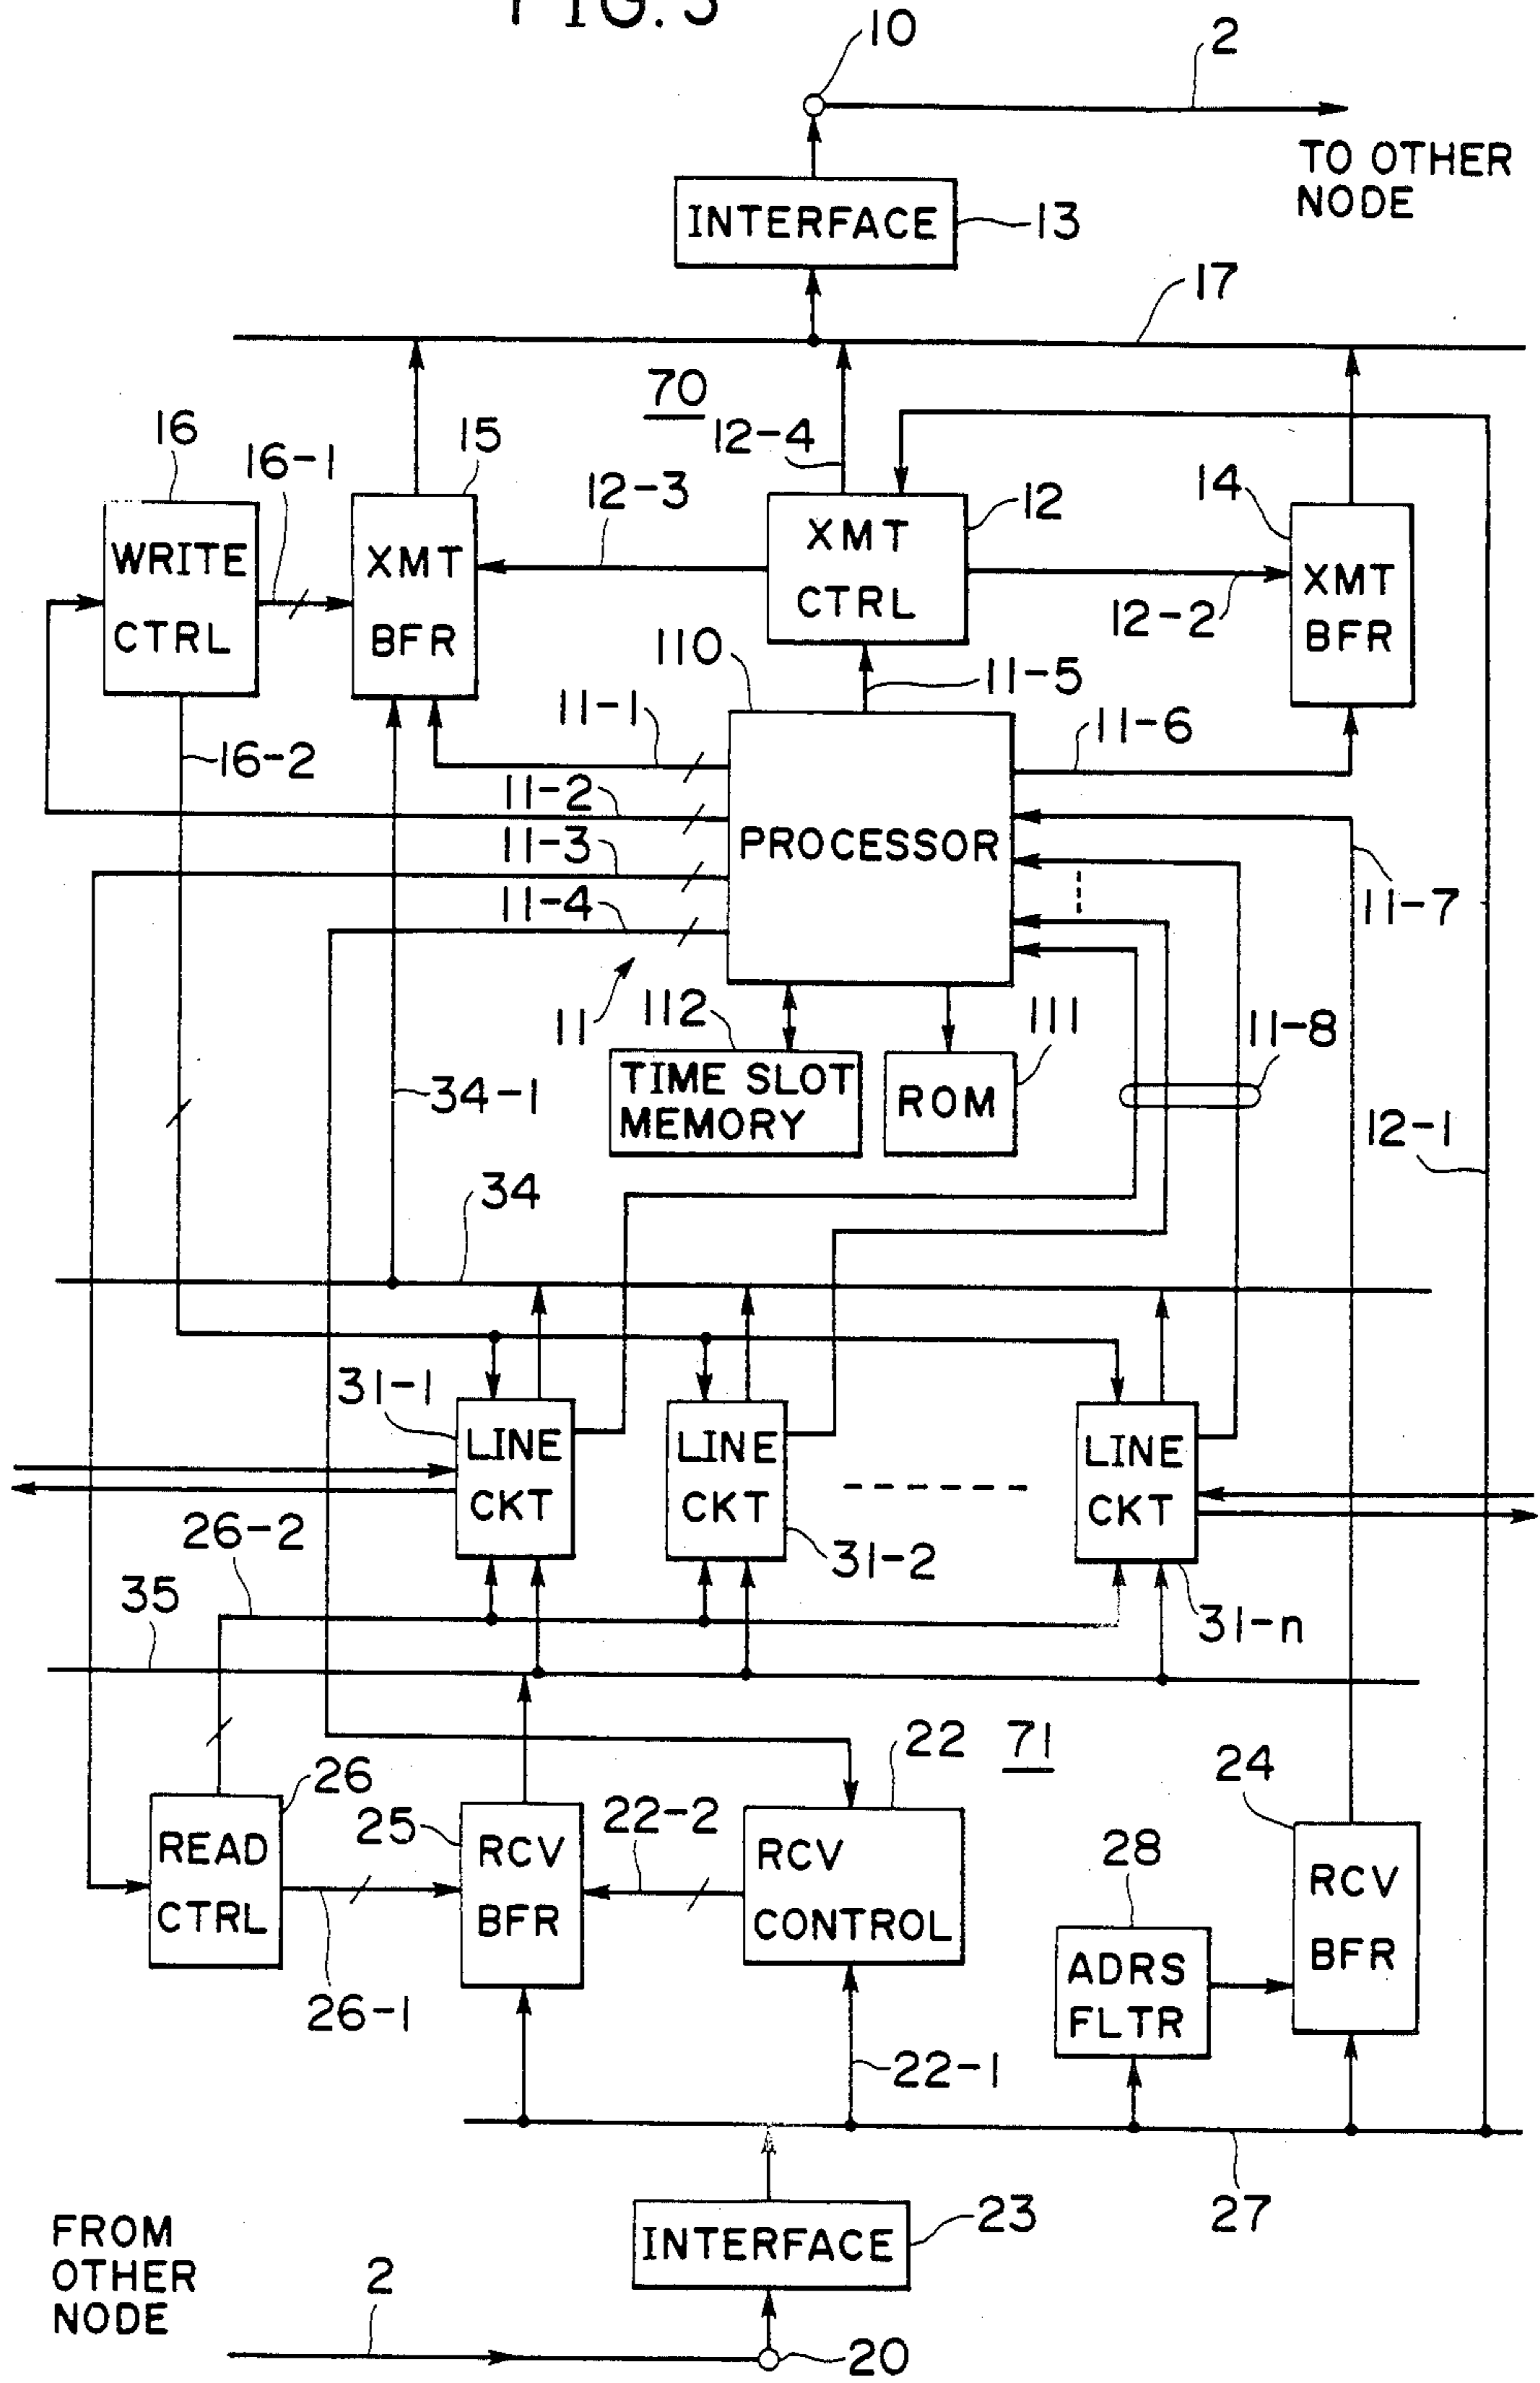 FIG. 3
10
2
TO OTHER
NODE
INTERFACE
13
17
70
12-4
16
16-1
15
12-3
12
14
WRITE
CTRL
XMT
BFR
XMT
CTRL
XMT
BFR
12-2
110
11-5
11-1
11-6
16-2
11-2
11-3
PROCESSOR
11-4
11-7
11
112
111
11-8
TIME SLOT
MEMORY
ROM
34-1
12-1
34
31-1
LINE
CKT
LINE
CKT
LINE
CKT
26-2
31-2
35
31-n
22
71
26
25
22-2
24
28
READ
CTRL
RCV
BFR
RCV
CONTROL
RCV
BFR
ADRS
FLTR
26-1
22-1
27
INTERFACE
23
FROM
OTHER
NODE
2
20